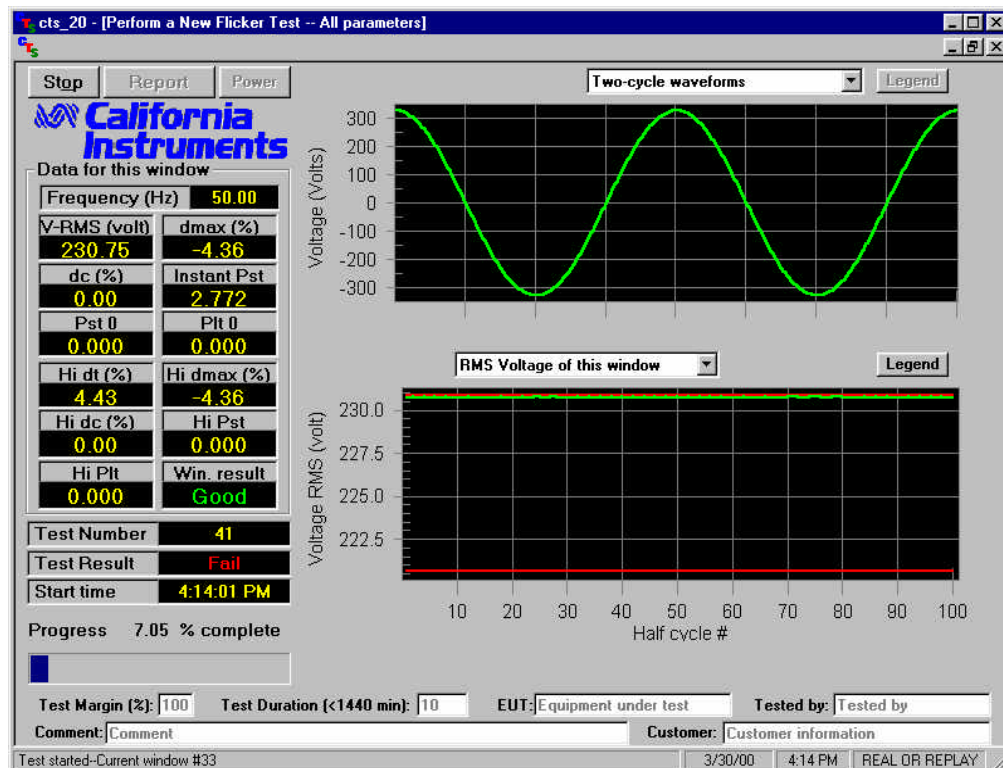 cts_20 - [Perform a New Flicker Test -- All parameters]
CTS
Stop Report Power
California
Instruments
Data for this window
Frequency (Hz) 50.00
V-RMS (volt) dmax (%)
230.75 -4.36
dc (%) Instant Pst
0.00 2.772
Pst 0 Plt 0
0.000 0.000
Hi dt (%) Hi dmax (%)
4.43 -4.36
Hi dc (%) Hi Pst
0.00 0.000
Hi Plt Win. result
0.000 Good
Test Number 41
Test Result Fail
Start time 4:14:01 PM
Progress 7.05 % complete
Two-cycle waveforms Legend
Voltage (Volts)
300
200
100
0
-100
-200
-300
RMS Voltage of this window Legend
Voltage RMS (volt)
230.0
227.5
225.0
222.5
10 20 30 40 50 60 70 80 90 100
Half cycle #
Test Margin (%): 100 Test Duration (<1440 min): 10 EUT: Equipment under test Tested by: Tested by
Comment: Comment Customer: Customer information
Test started--Current window #33 3/30/00 4:14 PM REAL OR REPLAY